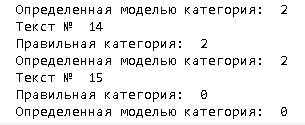 Определенная моделью категория:  2
Текст №  14
Правильная категория:  2
Определенная моделью категория:  2
Текст №  15
Правильная категория:  0
Определенная моделью категория:  0